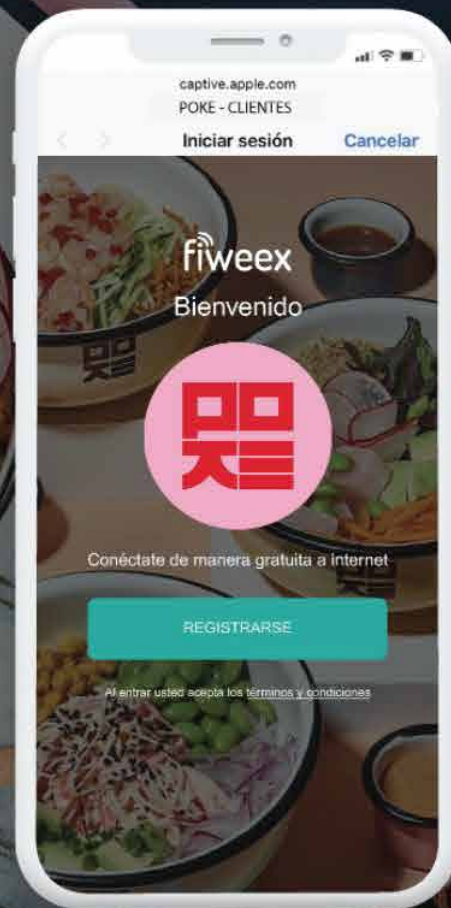 captive.apple.com
POKE - CLIENTES
Iniciar sesión
Cancelar
fiweex
Bienvenido
POKE
Conéctate de manera gratuita a internet
REGISTRARSE
Al entrar usted acepta los términos y condiciones